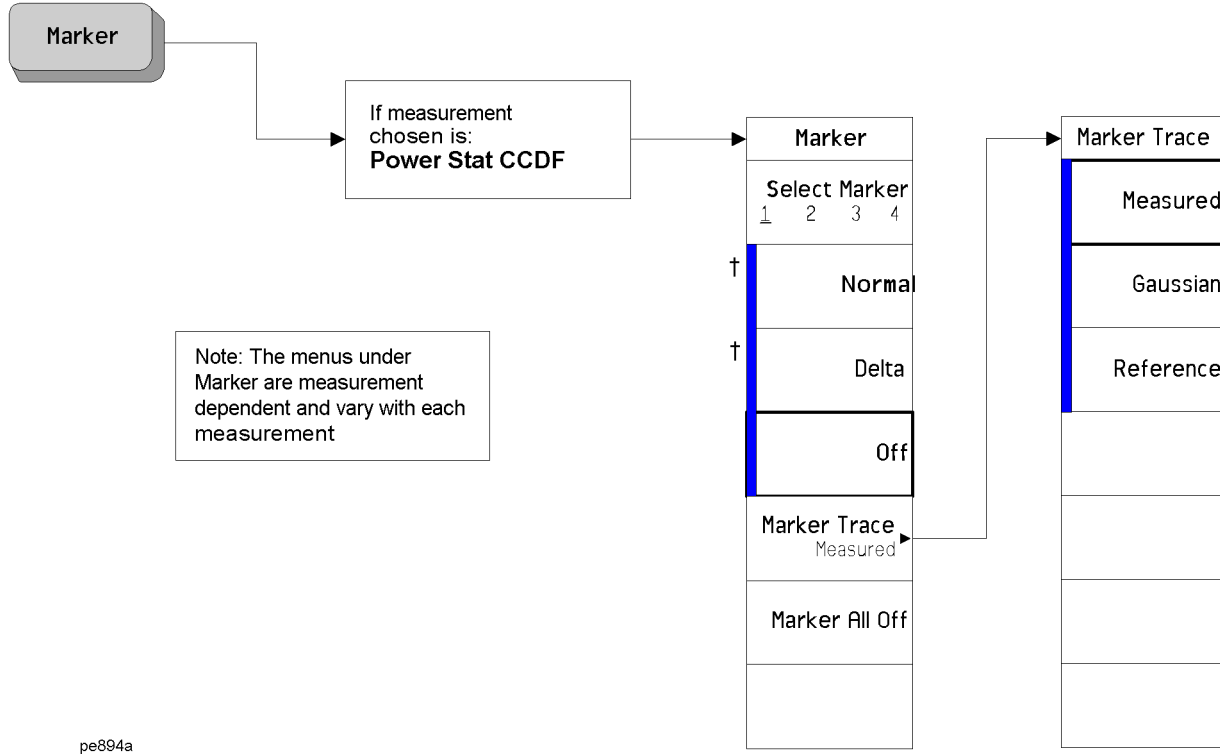 Marker
If measurement
chosen is:
Power Stat CCDF
Note: The menus under
Marker are measurement
dependent and vary with each
measurement
Marker
Select Marker
1 2 3 4
†
Normal
†
Delta
Off
Marker Trace
Measured
Marker All Off
Marker Trace
Measured
Gaussian
Reference
pe894a